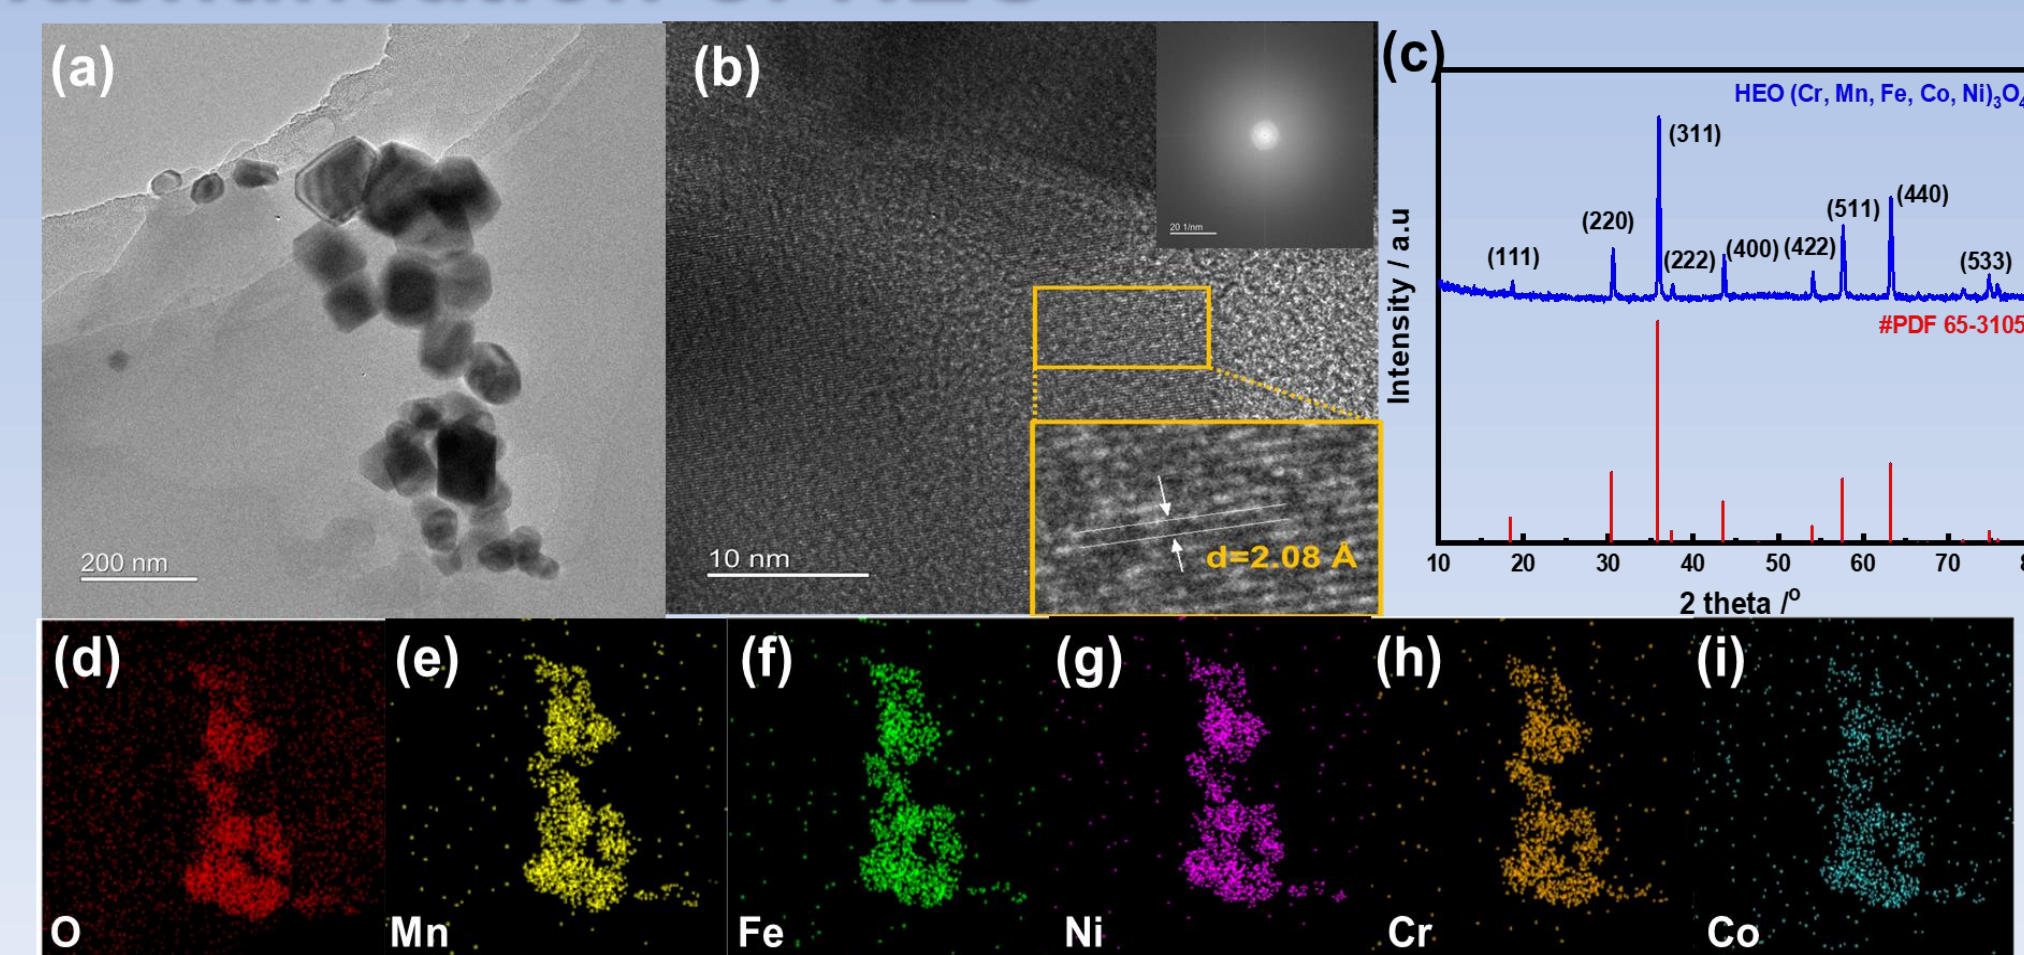 (a)
200 nm
(b)
20 1/nm
10 nm
d=2.08 Å
(c)
HEO (Cr, Mn, Fe, Co, Ni)₃O₄
(111)
(220)
(311)
(222)
(400)
(422)
(511)
(440)
(533)
#PDF 65-3105
Intensity / a.u
10 20 30 40 50 60 70
2 theta /°
(d)
O
(e)
Mn
(f)
Fe
(g)
Ni
(h)
Cr
(i)
Co